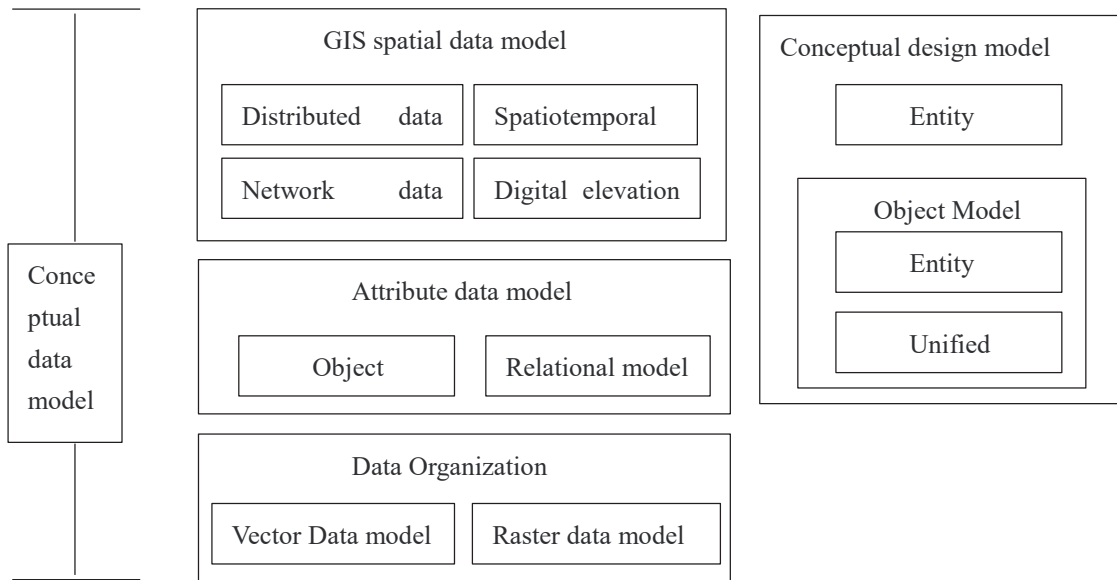 GIS spatial data model
Distributed data
Spatiotemporal
Network data
Digital elevation
Conceptual design model
Entity
Object Model
Entity
Unified
Conce
ptual
data
model
Attribute data model
Object
Relational model
Data Organization
Vector Data model
Raster data model